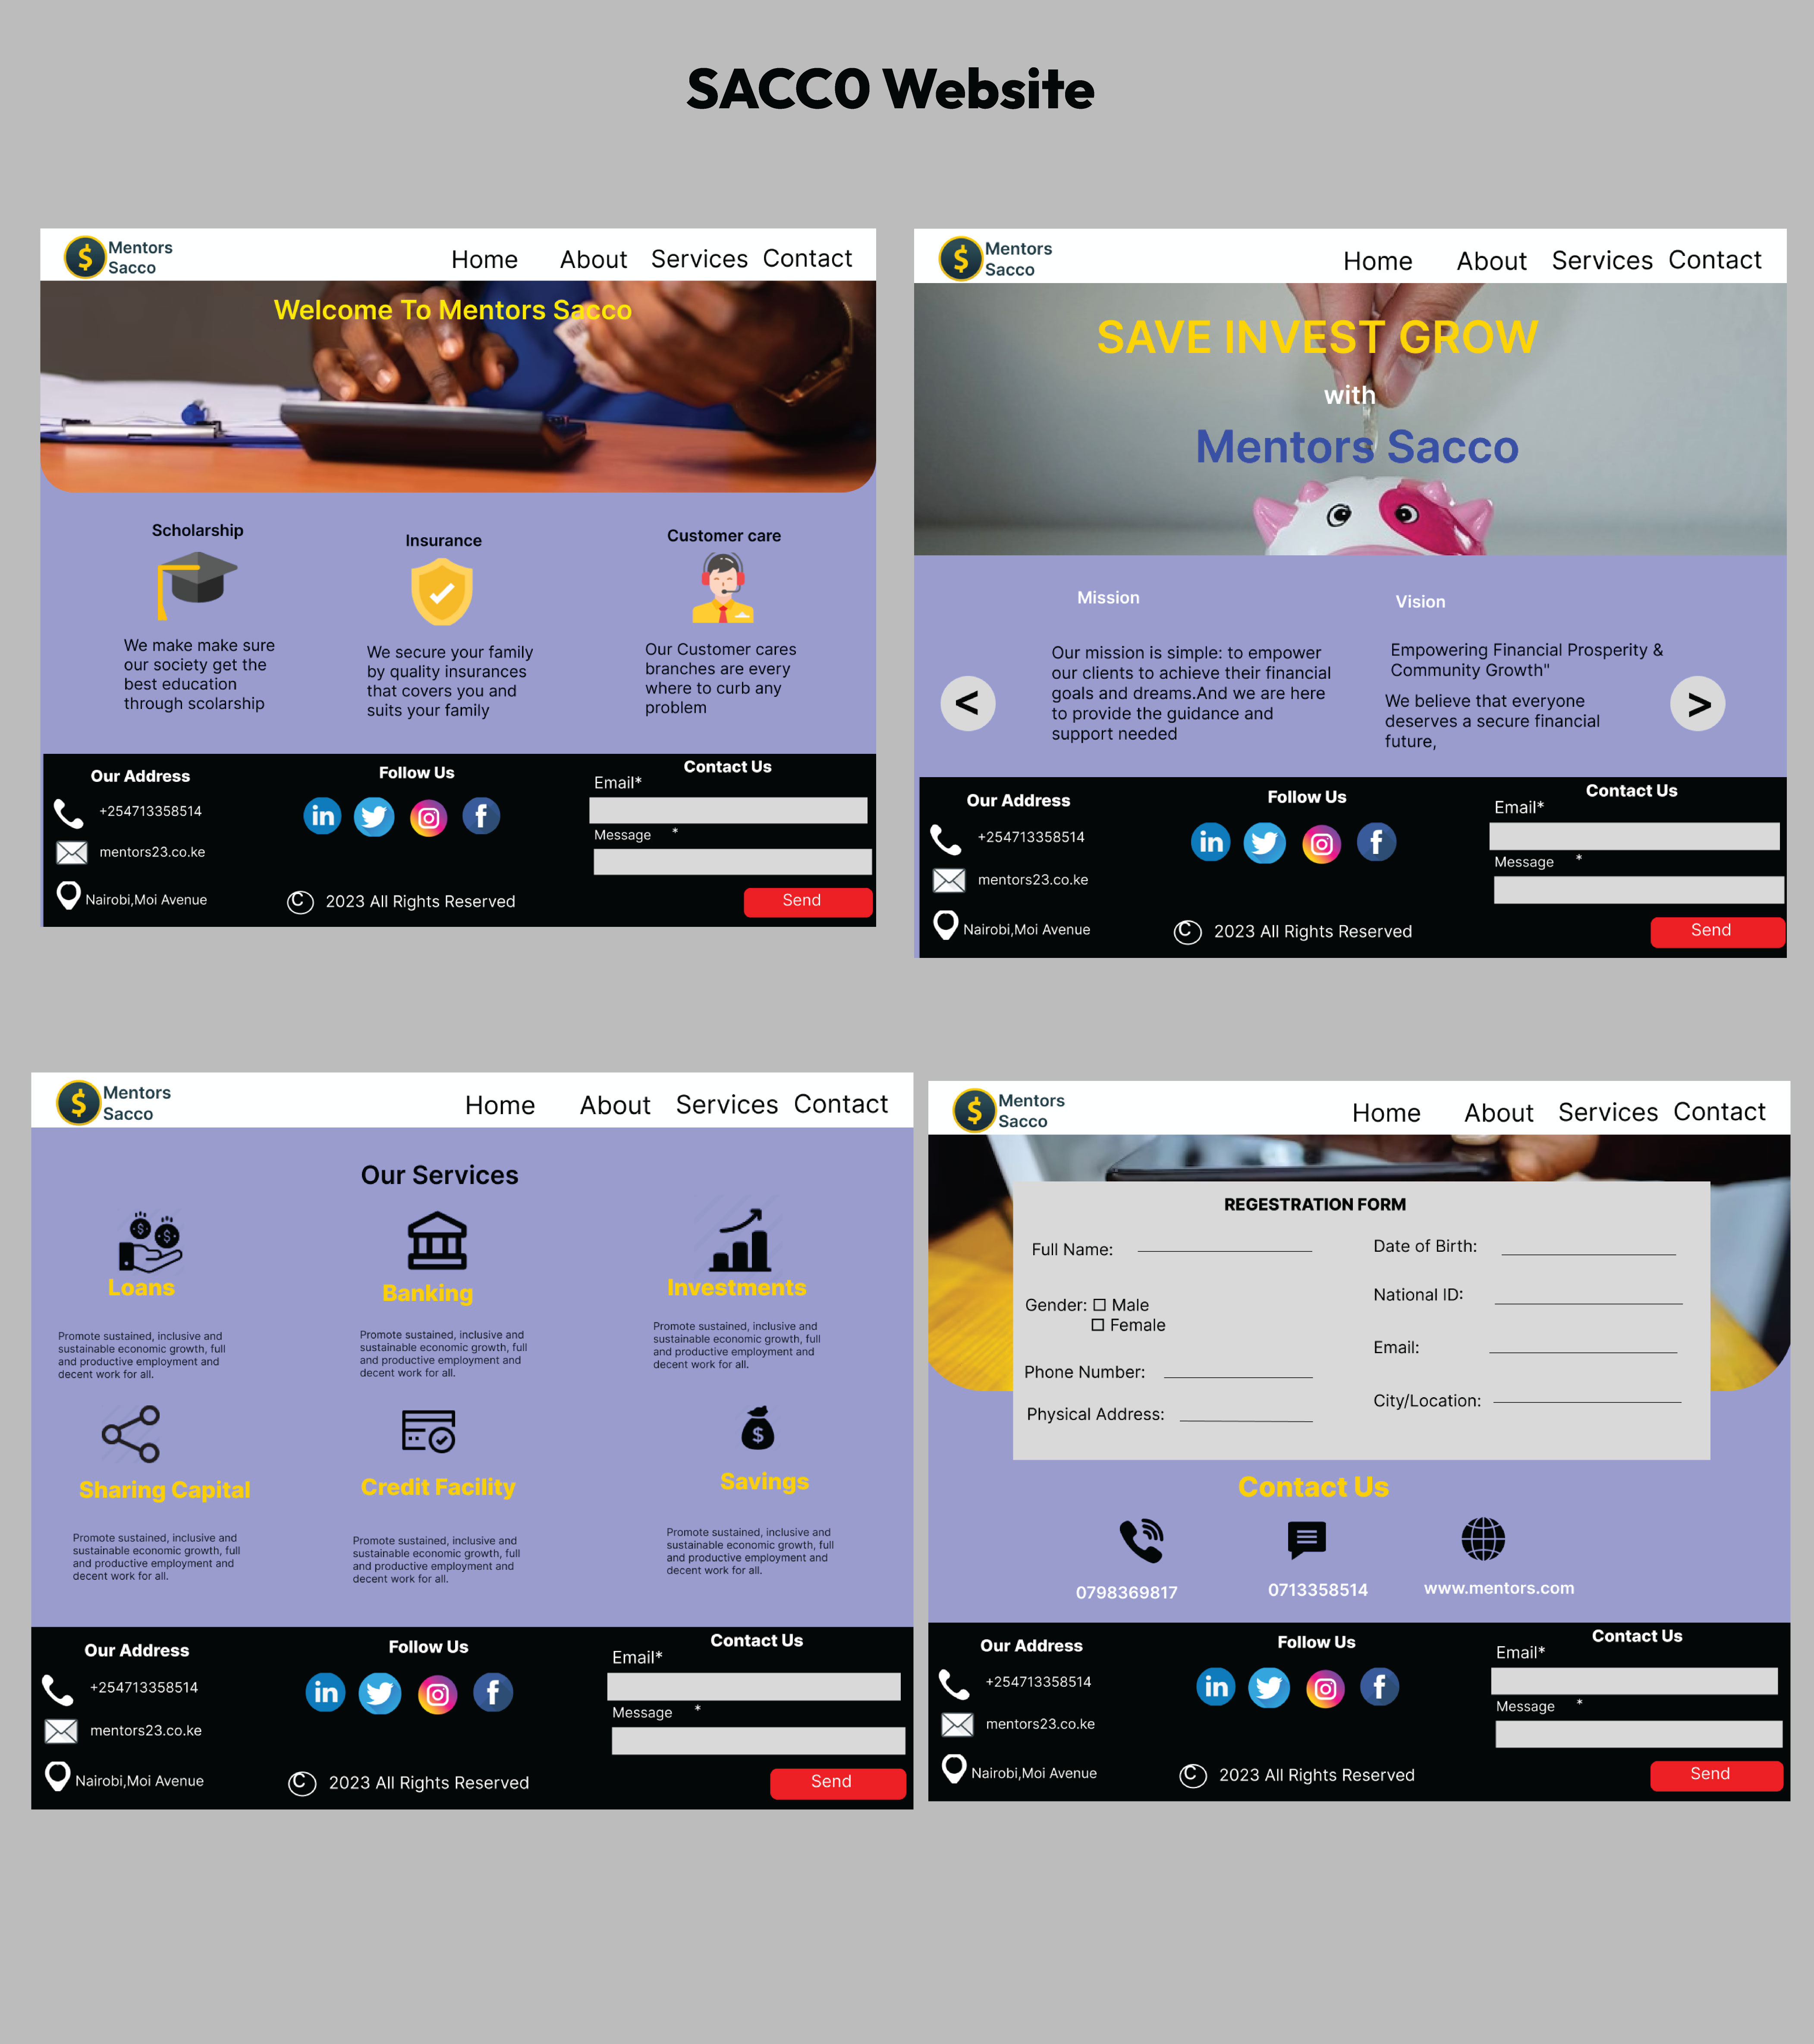 SACC0 Website
Mentors
Sacco
Home About Services Contact
Welcome To Mentors Sacco
Scholarship
We make make sure
our society get the
best education
through scolarship
Insurance
We secure your family
by quality insurances
that covers you and
suits your family
Customer care
Our Customer cares
branches are every
where to curb any
problem
Our Address
+254713358514
mentors23.co.ke
Nairobi,Moi Avenue
Follow Us
in
f
C 2023 All Rights Reserved
Contact Us
Email*
Message *
Send
Mentors
Sacco
Home About Services Contact
SAVE INVEST GROW
with
Mentors Sacco
Mission
Our mission is simple: to empower
our clients to achieve their financial
goals and dreams.And we are here
to provide the guidance and
support needed
Vision
Empowering Financial Prosperity &
Community Growth"
We believe that everyone
deserves a secure financial
future,
<
>
Our Address
+254713358514
mentors23.co.ke
Nairobi,Moi Avenue
Follow Us
in
f
C 2023 All Rights Reserved
Contact Us
Email*
Message *
Send
Mentors
Sacco
Home About Services Contact
Our Services
Loans
Promote sustained, inclusive and
sustainable economic growth, full
and productive employment and
decent work for all.
Banking
Promote sustained, inclusive and
sustainable economic growth, full
and productive employment and
decent work for all.
Investments
Promote sustained, inclusive and
sustainable economic growth, full
and productive employment and
decent work for all.
Sharing Capital
Promote sustained, inclusive and
sustainable economic growth, full
and productive employment and
decent work for all.
Credit Facility
Promote sustained, inclusive and
sustainable economic growth, full
and productive employment and
decent work for all.
Savings
Promote sustained, inclusive and
sustainable economic growth, full
and productive employment and
decent work for all.
Our Address
+254713358514
mentors23.co.ke
Nairobi,Moi Avenue
Follow Us
in
f
C 2023 All Rights Reserved
Contact Us
Email*
Message *
Send
Mentors
Sacco
Home About Services Contact
REGESTRATION FORM
Full Name:
Gender: ☐ Male
☐ Female
Phone Number:
Physical Address:
Date of Birth:
National ID:
Email:
City/Location:
Contact Us
0798369817
0713358514
www.mentors.com
Our Address
+254713358514
mentors23.co.ke
Nairobi,Moi Avenue
Follow Us
in
f
C 2023 All Rights Reserved
Contact Us
Email*
Message *
Send